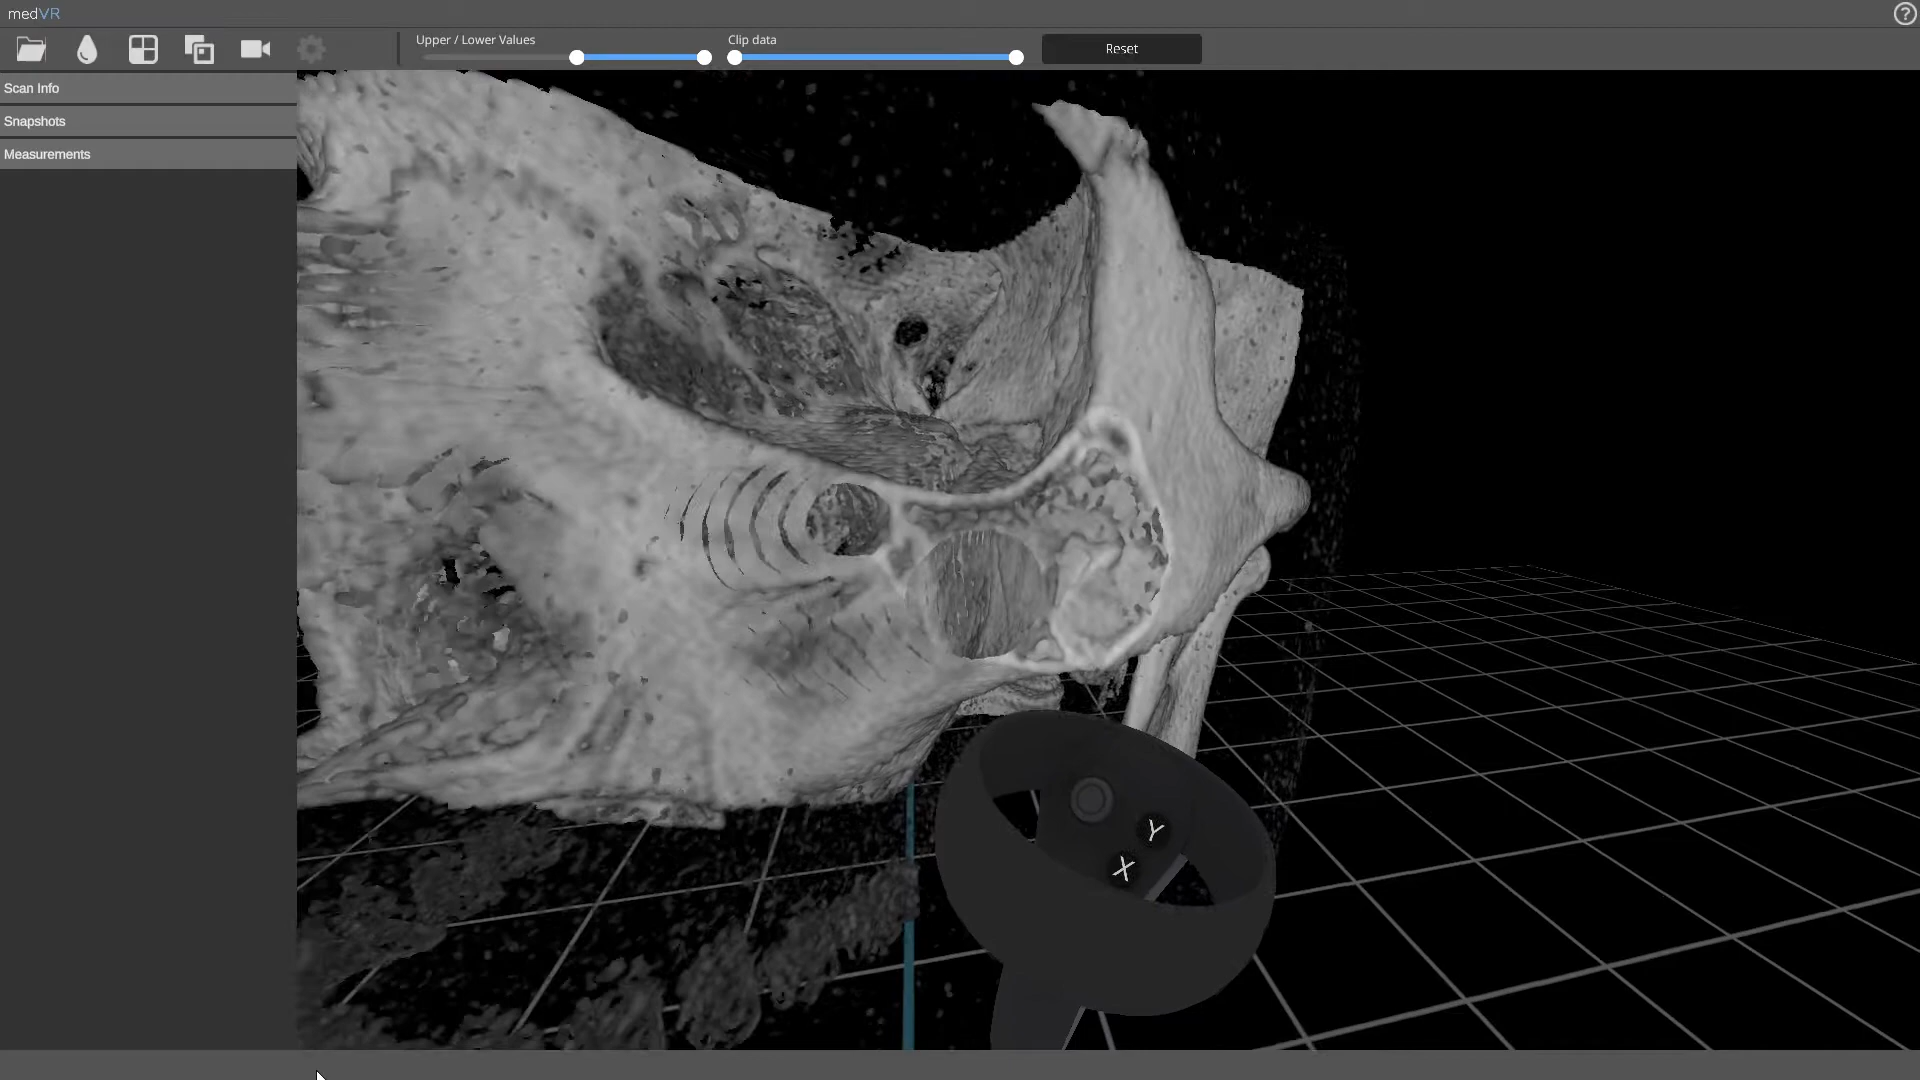 medVR
?
Upper / Lower Values
Clip data
Reset
Scan Info
Snapshots
Measurements
Y
X